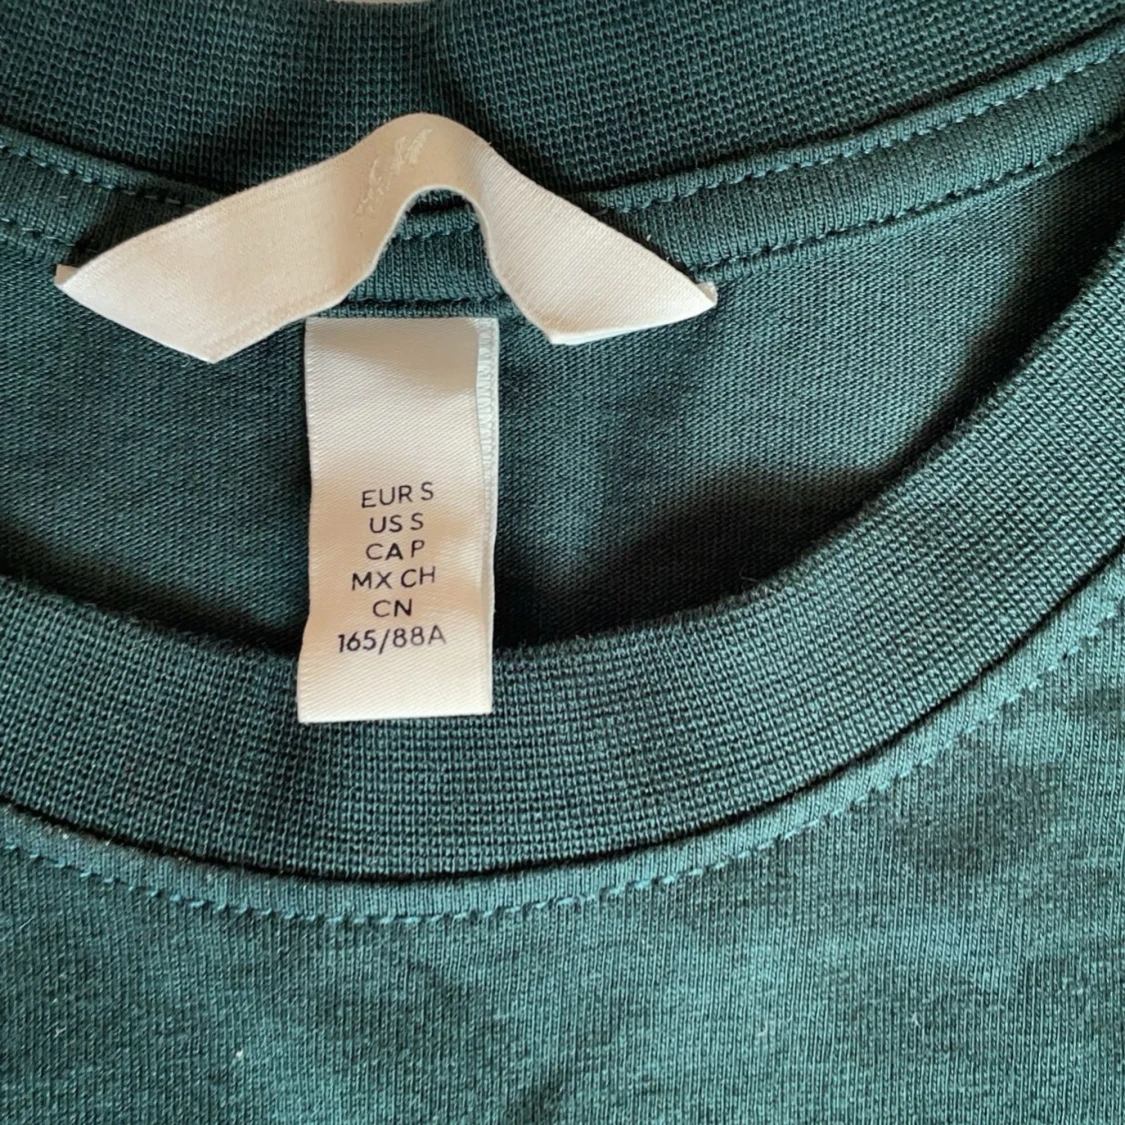 EUR S
US S
CA P
MX CH
CN
165/88A